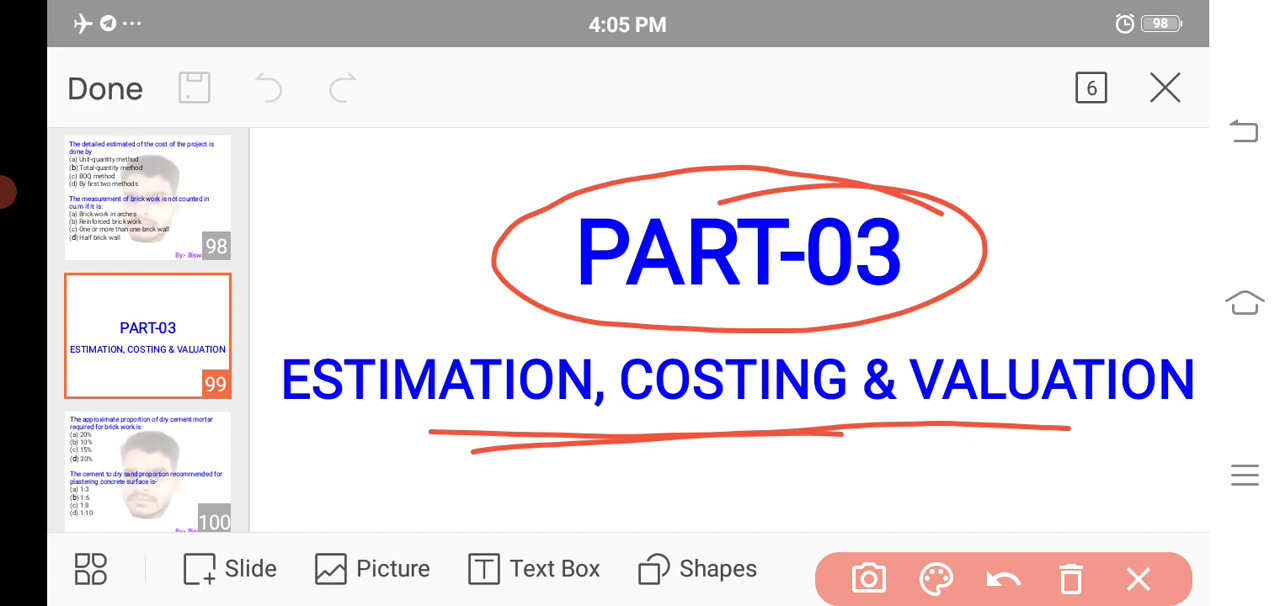 4:05 PM
98
Done
6
The detailed estimated of the cost of the project is
done by
(a) Unit-quantity method
(b) Total-quantity method
(c) BOQ method
(d) By first two methods
The measurement of brick work is not counted in
cu.m if it is:
(a) Brick work in arches
(b) Reinforced brick work
(c) One or more than one brick wall
(d) Half brick wall
By:- Bisw
98
PART-03
ESTIMATION, COSTING & VALUATION
99
The approximate proportion of dry cement mortar
required for brick work is:
(a) 20%
(b) 10%
(c) 15%
(d) 30%
The cement to dry sand proportion recommended for
plastering concrete surface is-
(a) 1:3
(b) 1:6
(c) 1:8
(d) 1:10
100
PART-03
ESTIMATION, COSTING & VALUATION
Slide
Picture
Text Box
Shapes